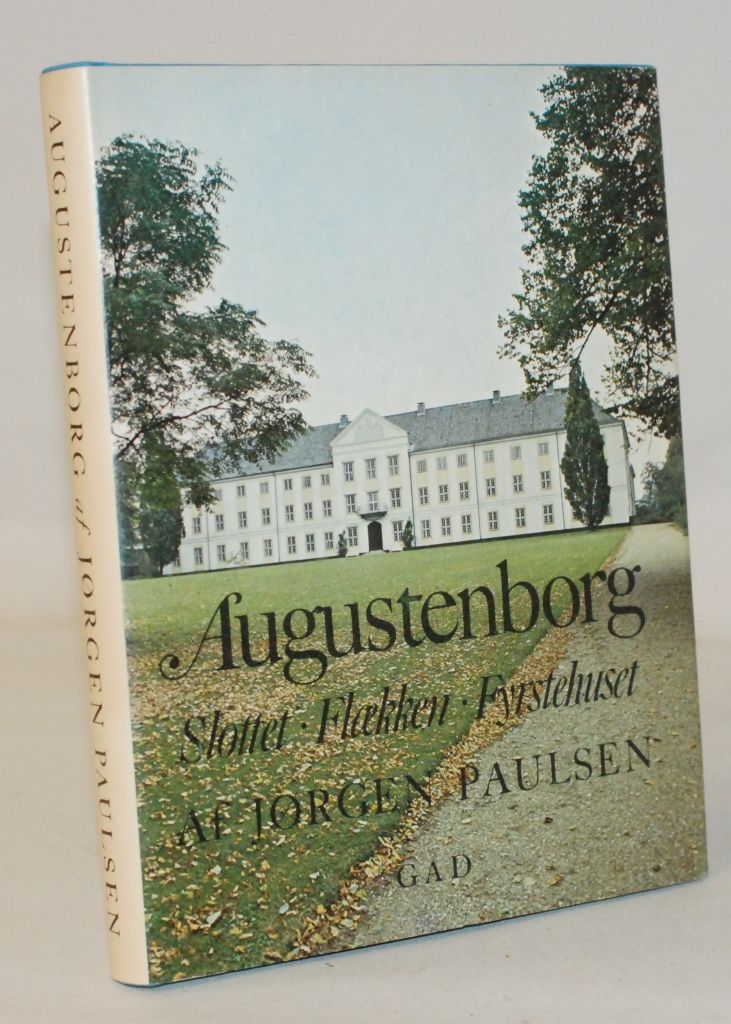 AUGUSTENBORG af JØRGEN PAULSEN
Augustenborg
Slottet · Flækken · Fyrstehuset
Af JØRGEN PAULSEN
GAD